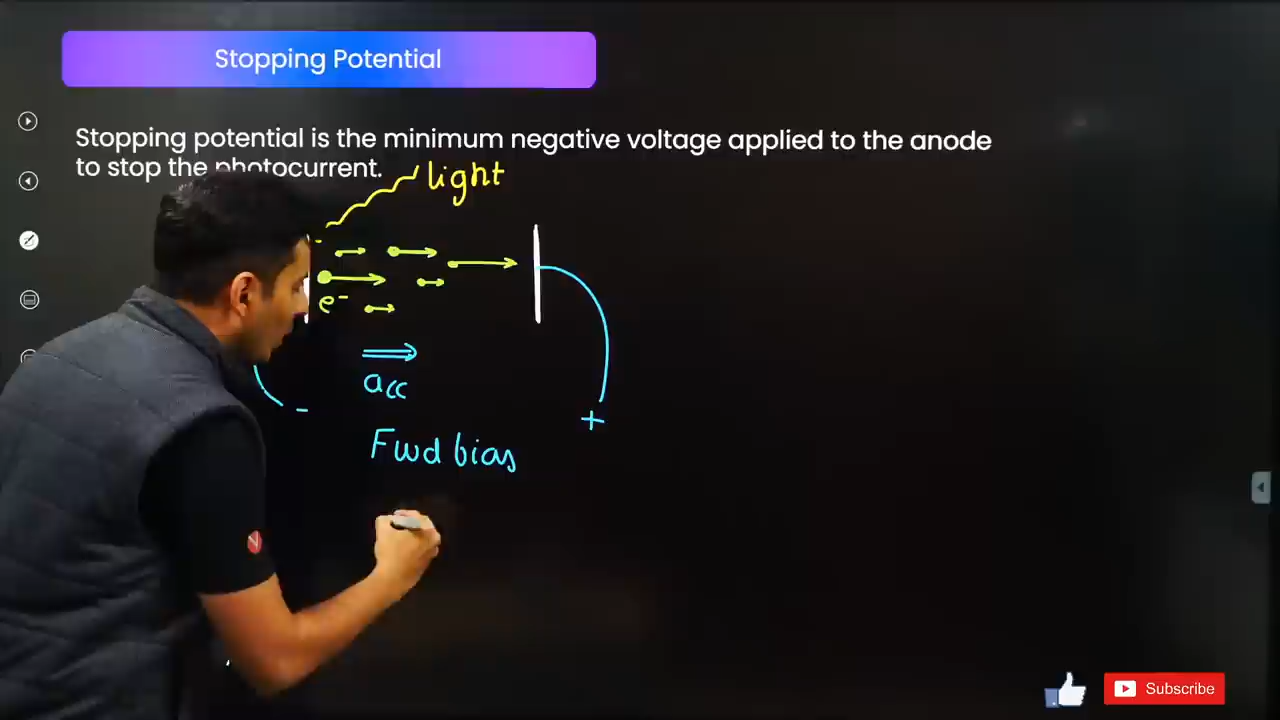 Stopping Potential
Stopping potential is the minimum negative voltage applied to the anode
to stop the photocurrent.
light
e-
acc
-
+
Fwd bias
Subscribe